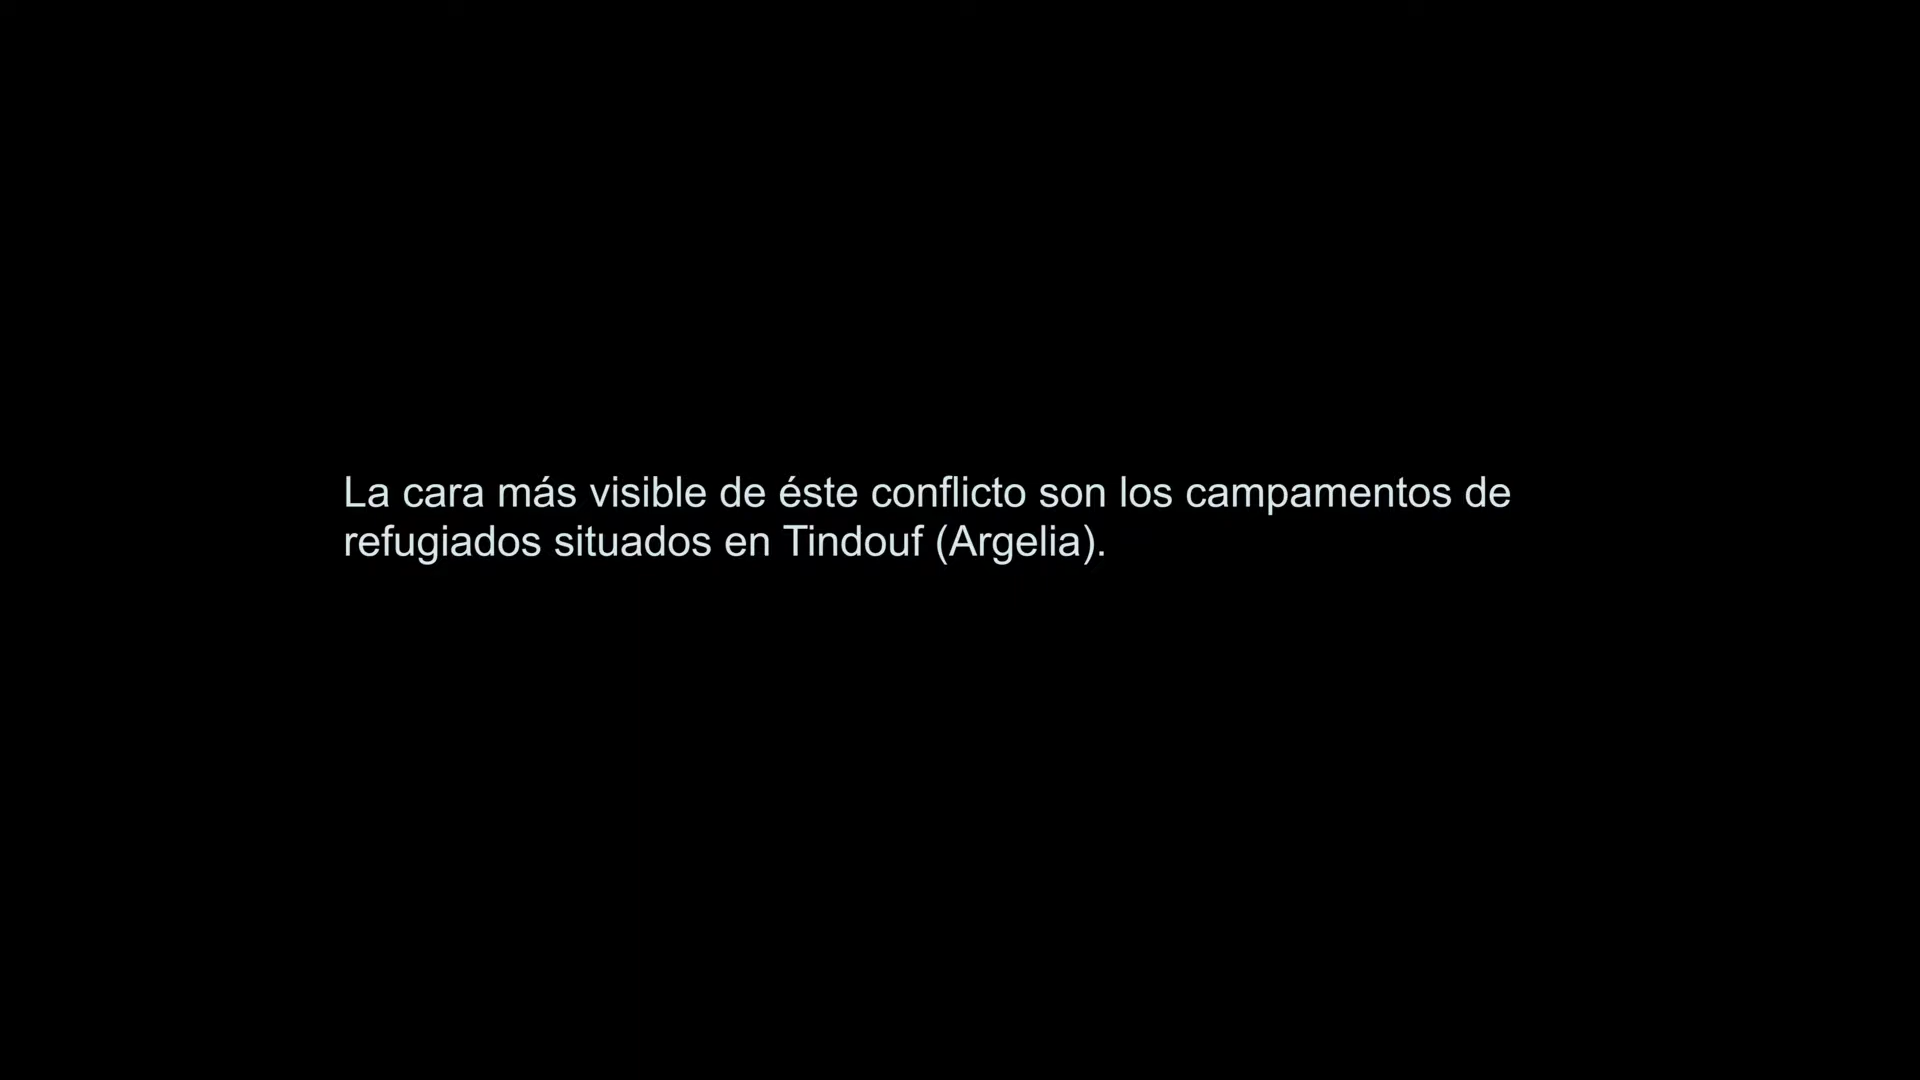 La cara más visible de éste conflicto son los campamentos de
refugiados situados en Tindouf (Argelia).